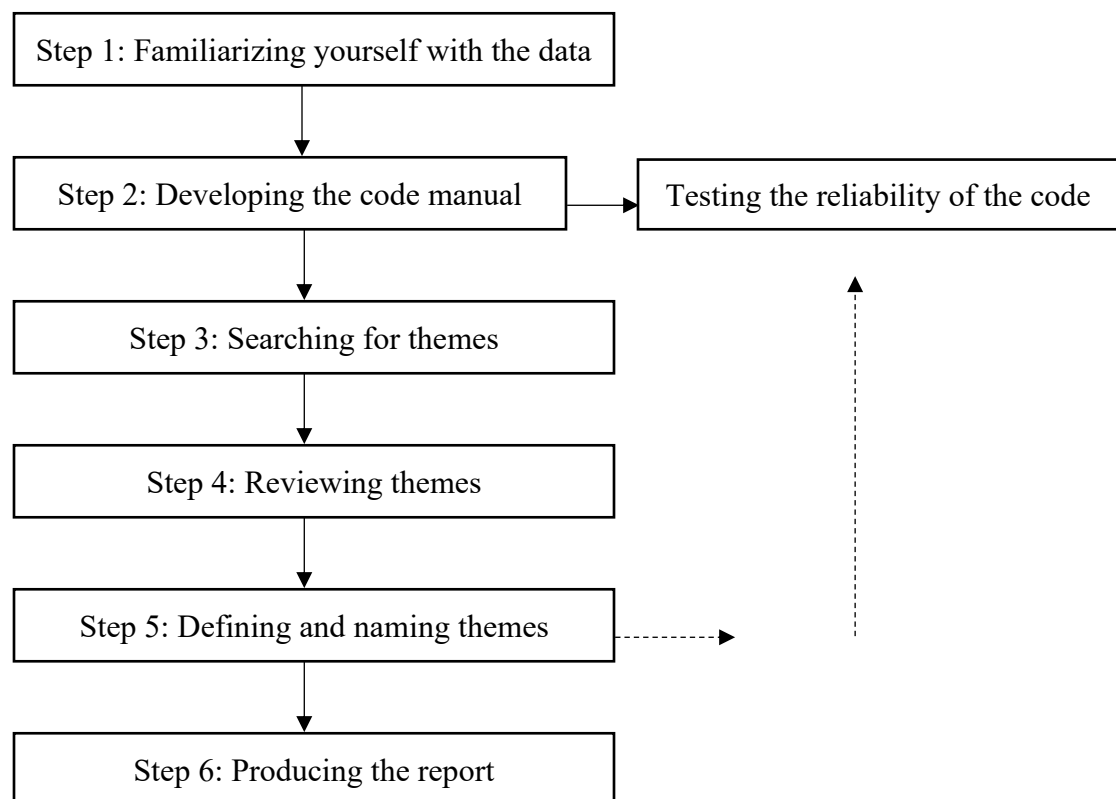 Step 1: Familiarizing yourself with the data
Step 2: Developing the code manual
Testing the reliability of the code
Step 3: Searching for themes
Step 4: Reviewing themes
Step 5: Defining and naming themes
Step 6: Producing the report